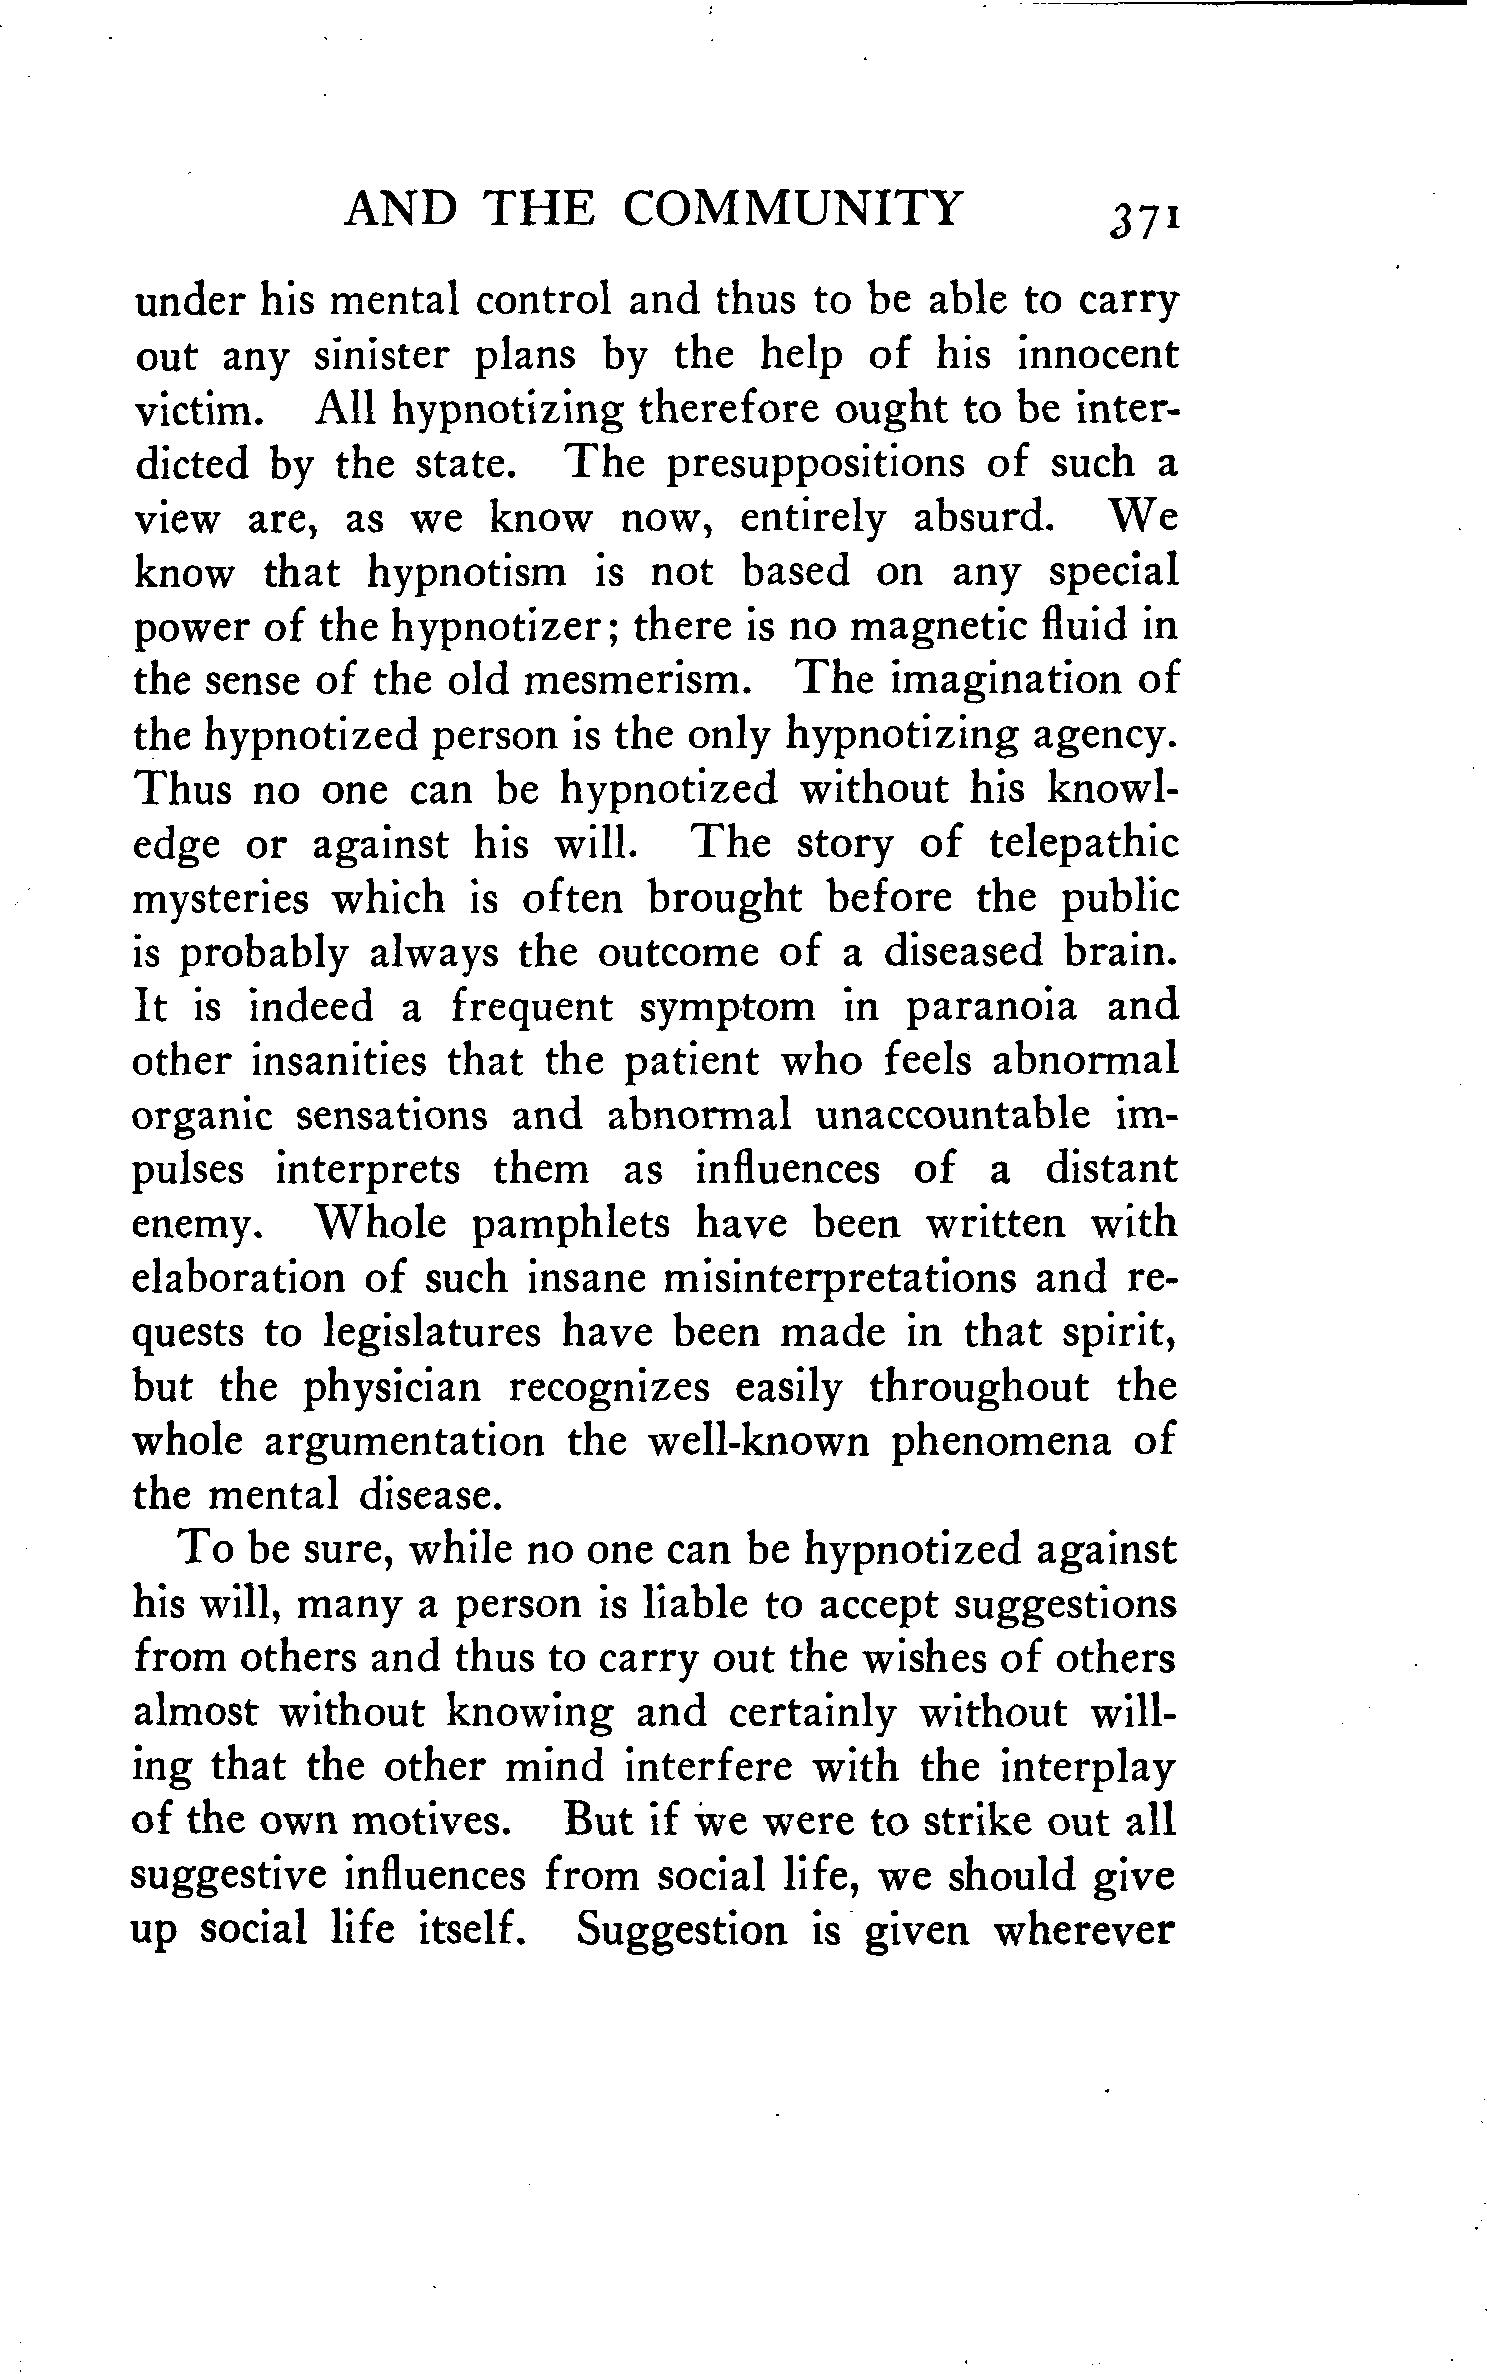 AND THE COMMUNITY 371
under his mental control and thus to be able to carry
out any sinister plans by the help of his innocent
victim. All hypnotizing therefore ought to be inter-
dicted by the state. The presuppositions of such a
view are, as we know now, entirely absurd. We
know that hypnotism is not based on any special
power of the hypnotizer; there is no magnetic fluid in
the sense of the old mesmerism. The imagination of
the hypnotized person is the only hypnotizing agency.
Thus no one can be hypnotized without his knowl-
edge or against his will. The story of telepathic
mysteries which is often brought before the public
is probably always the outcome of a diseased brain.
It is indeed a frequent symptom in paranoia and
other insanities that the patient who feels abnormal
organic sensations and abnormal unaccountable im-
pulses interprets them as influences of a distant
enemy. Whole pamphlets have been written with
elaboration of such insane misinterpretations and re-
quests to legislatures have been made in that spirit,
but the physician recognizes easily throughout the
whole argumentation the well-known phenomena of
the mental disease.
To be sure, while no one can be hypnotized against
his will, many a person is liable to accept suggestions
from others and thus to carry out the wishes of others
almost without knowing and certainly without will-
ing that the other mind interfere with the interplay
of the own motives. But if we were to strike out all
suggestive influences from social life, we should give
up social life itself. Suggestion is given wherever